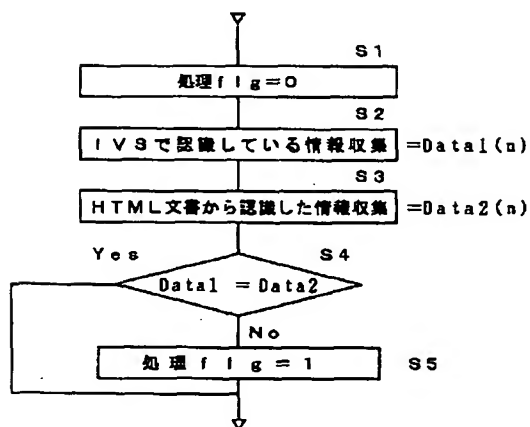 S1
処理flg=0
S2
IVSで認識している情報収集 =Data1(n)
S3
HTML文書から認識した情報収集 =Data2(n)
Yes S4
Data1 =Data2
No
処理flg=1 S5